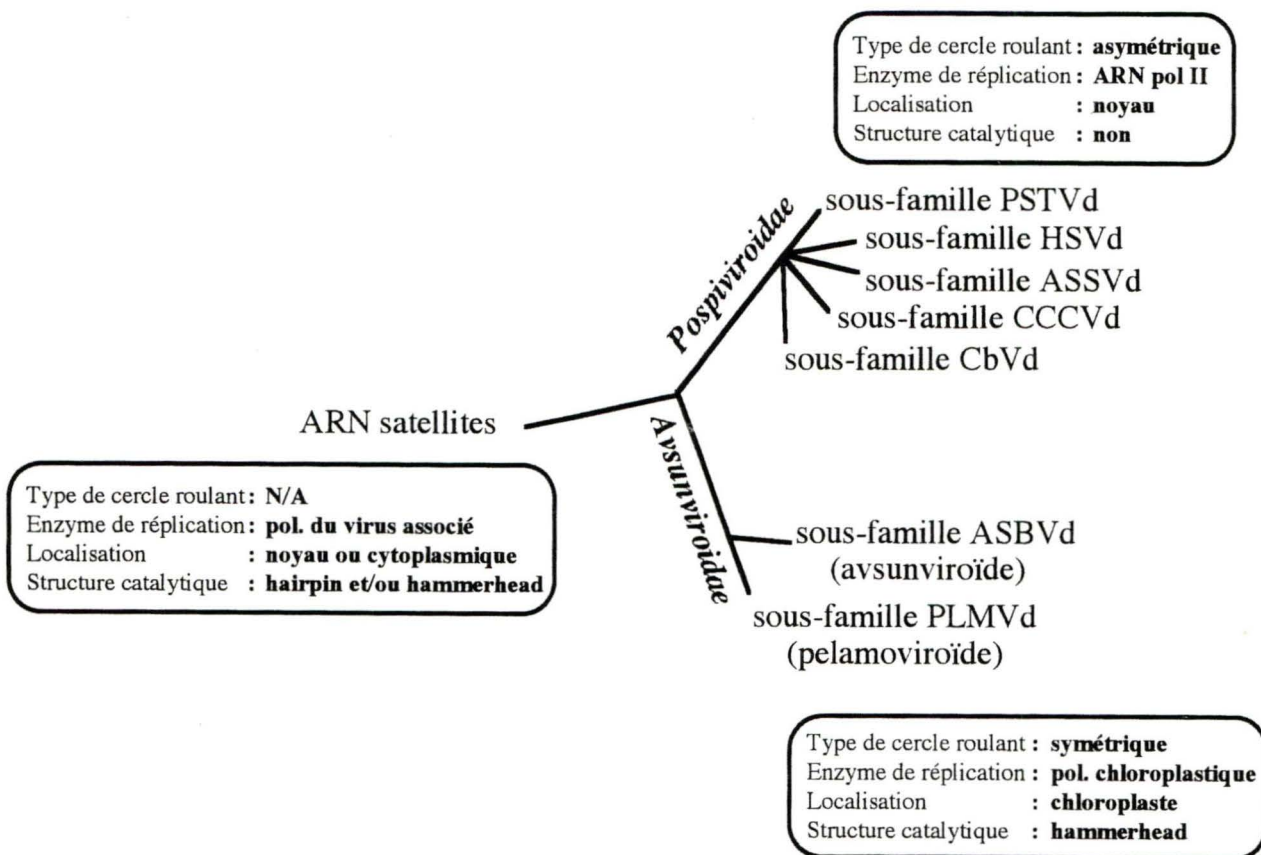 Type de cercle roulant : asymétrique
Enzyme de réplication : ARN pol II
Localisation : noyau
Structure catalytique : non
Pospiviroidae
sous-famille PSTVd
sous-famille HSVd
sous-famille ASSVd
sous-famille CCCVd
sous-famille CbVd
ARN satellites
Type de cercle roulant : N/A
Enzyme de réplication : pol. du virus associé
Localisation : noyau ou cytoplasmique
Structure catalytique : hairpin et/ou hammerhead
Avsunviroidae
sous-famille ASBVd
(avsunviroïde)
sous-famille PLMVd
(pelamoviroïde)
Type de cercle roulant : symétrique
Enzyme de réplication : pol. chloroplastique
Localisation : chloroplaste
Structure catalytique : hammerhead